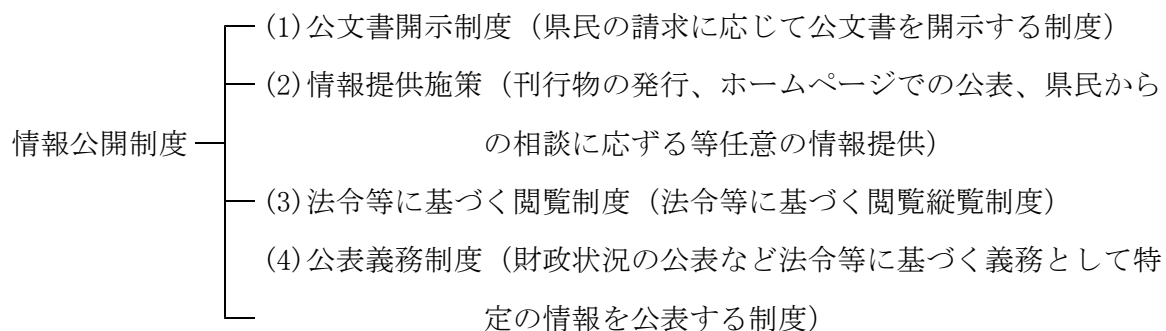 (1)公文書開示制度（県民の請求に応じて公文書を開示する制度）
(2)情報提供施策（刊行物の発行、ホームページでの公表、県民から
の相談に応ずる等任意の情報提供）
情報公開制度
(3)法令等に基づく閲覧制度（法令等に基づく閲覧縦覧制度）
(4)公表義務制度（財政状況の公表など法令等に基づく義務として特
定の情報を公表する制度）